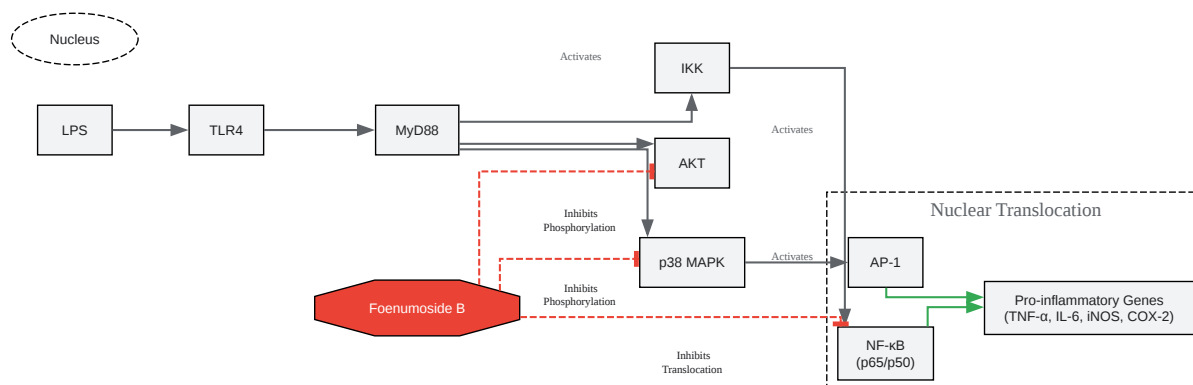 Nucleus
Activates
IKK
LPS
TLR4
MyD88
Activates
AKT
Nuclear Translocation
Inhibits
Phosphorylation
p38 MAPK
Activates
AP-1
Foenumoside B
Inhibits
Phosphorylation
Pro-inflammatory Genes
(TNF-α, IL-6, iNOS, COX-2)
NF-κB
(p65/p50)
Inhibits
Translocation